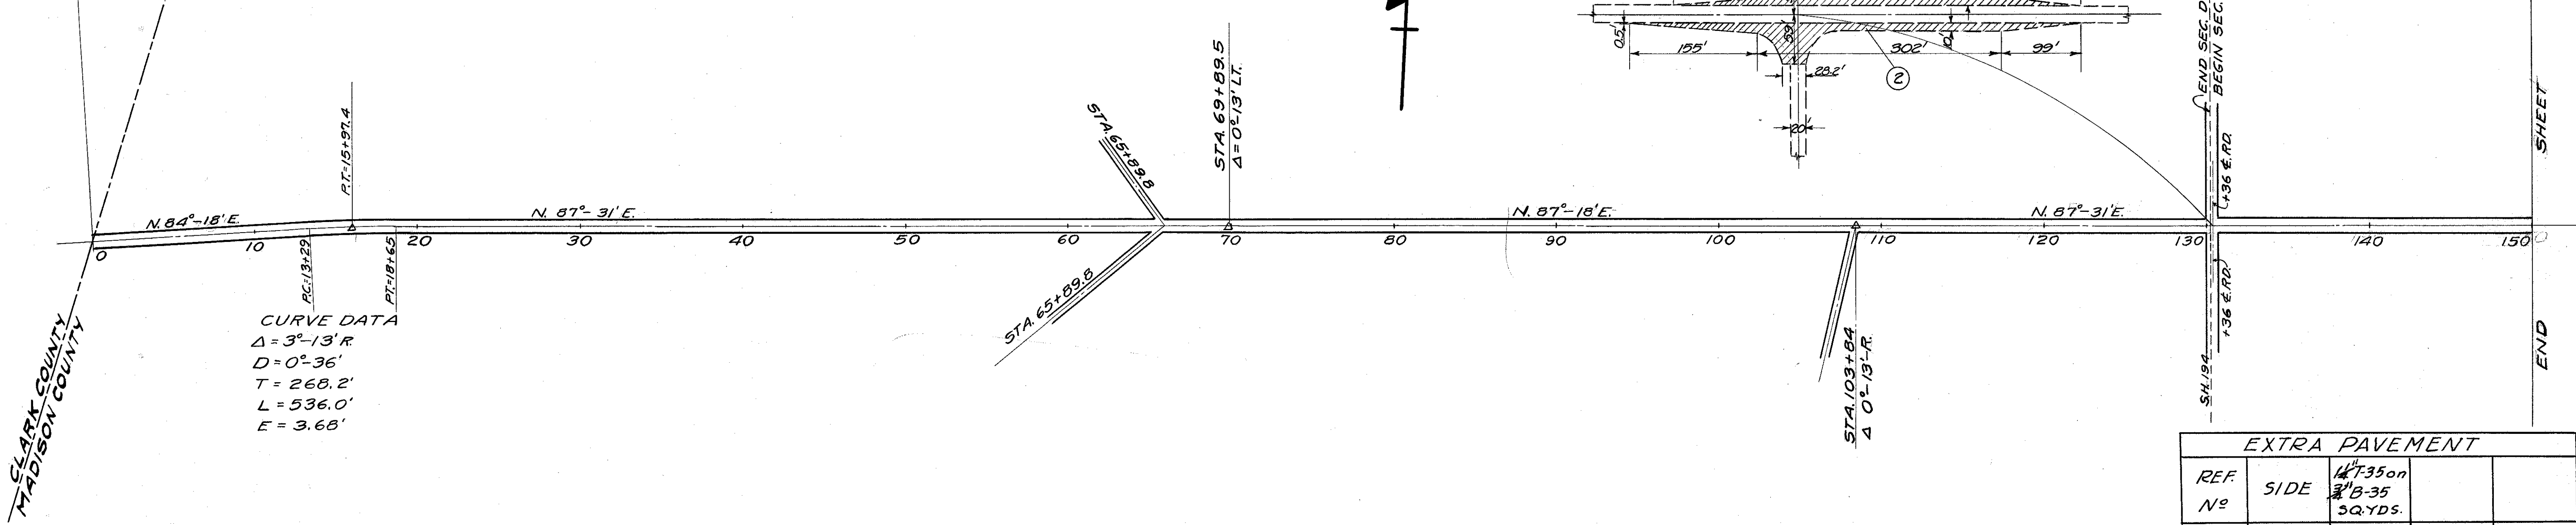 0.5'
155'
59'
302'
10'
99'
28.2'
2
20'
END SEC. D
BEGIN SEC.
SHEET
P.T.=15+97.4
STA. 65+89.8
STA. 69+89.5
Δ = 0°-13' LT.
+36 ⅊ RD.
N. 84°-18' E.
N. 87°-31' E.
N. 87°-18' E.
N. 87°-31' E.
0
10
20
30
40
50
60
70
80
90
100
110
120
130
140
150
P.C.=13+29
P.T.=18+65
CURVE DATA
Δ = 3°-13' R.
D = 0°-36'
T = 268.2'
L = 536.0'
E = 3.68'
STA. 65+89.8
STA. 103+84
Δ 0°-13'-R.
S.H. 194
+36 ⅊ RD.
END
CLARK COUNTY
MADISON COUNTY
EXTRA PAVEMENT
REF.
Nº
SIDE
T-35 on
B-35
SQ. YDS.